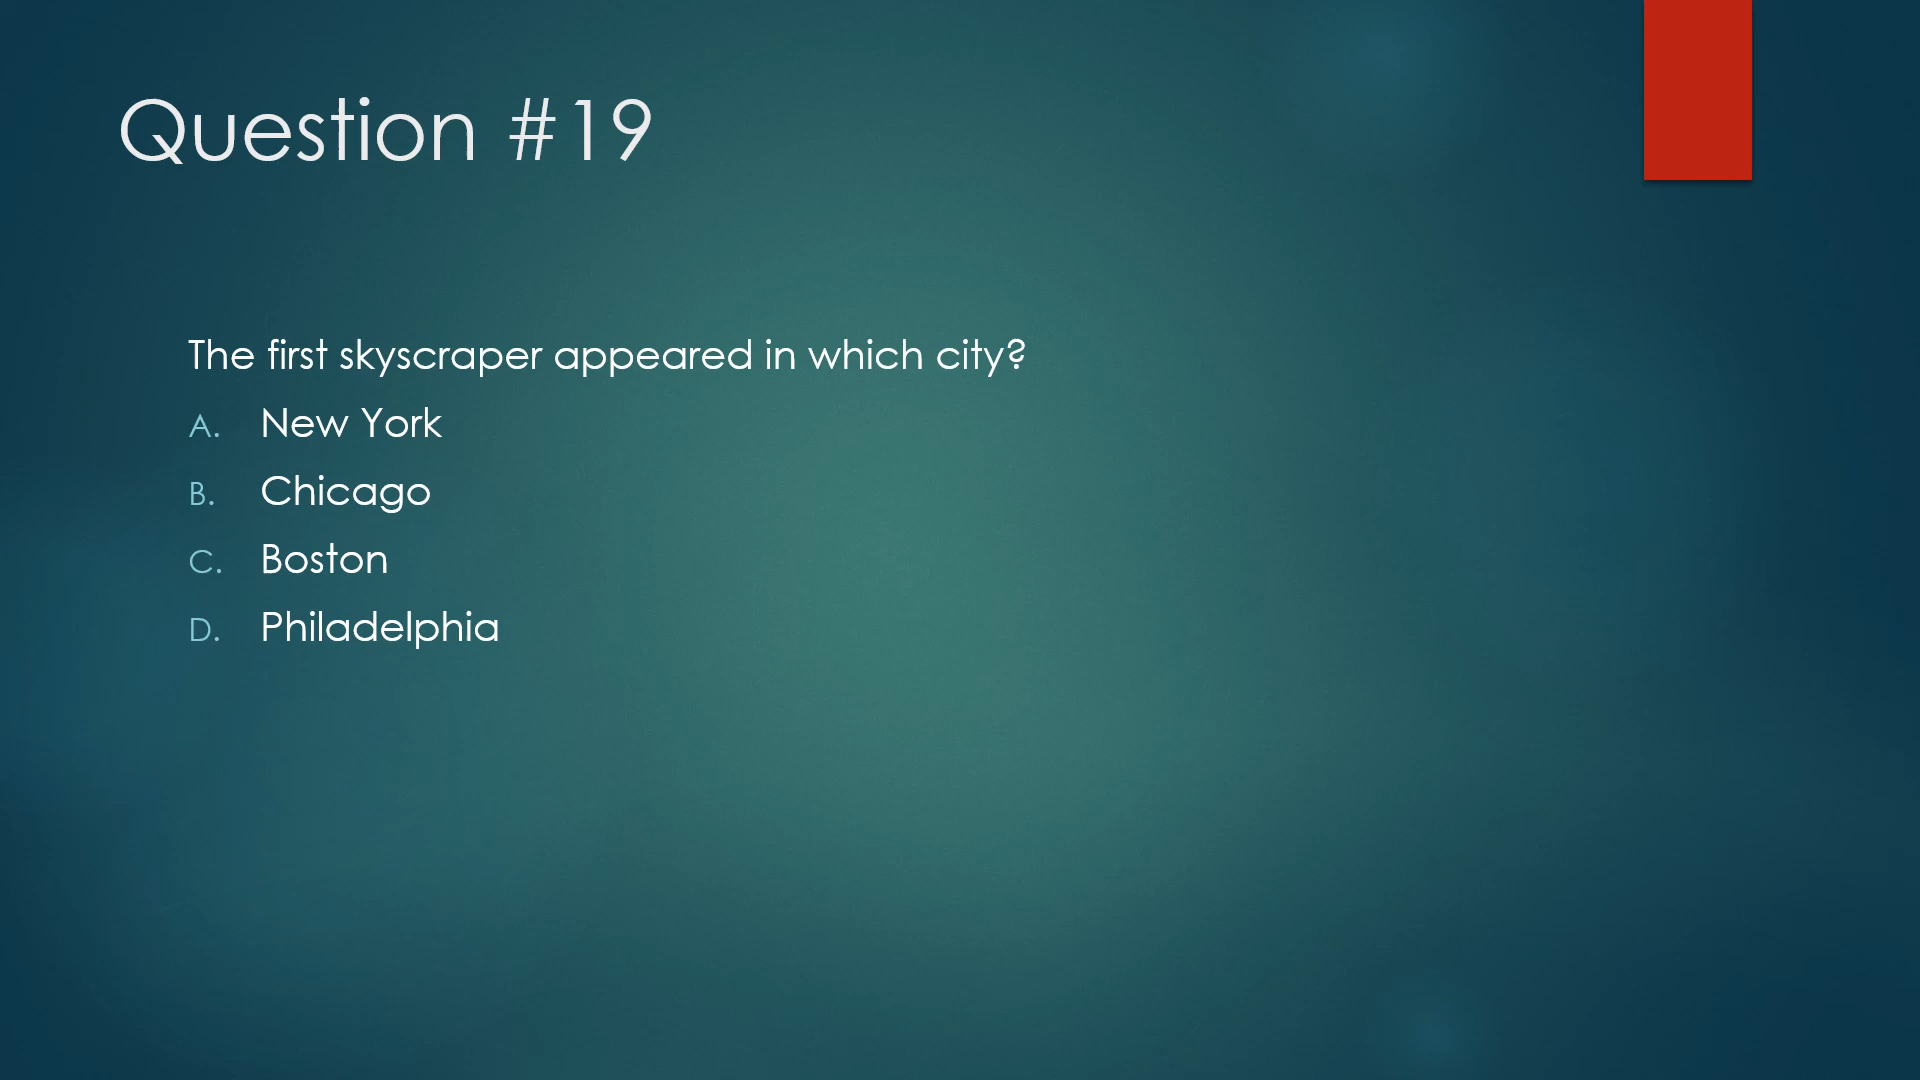 Question #19
The first skyscraper appeared in which city?
A. New York
B. Chicago
C. Boston
D. Philadelphia